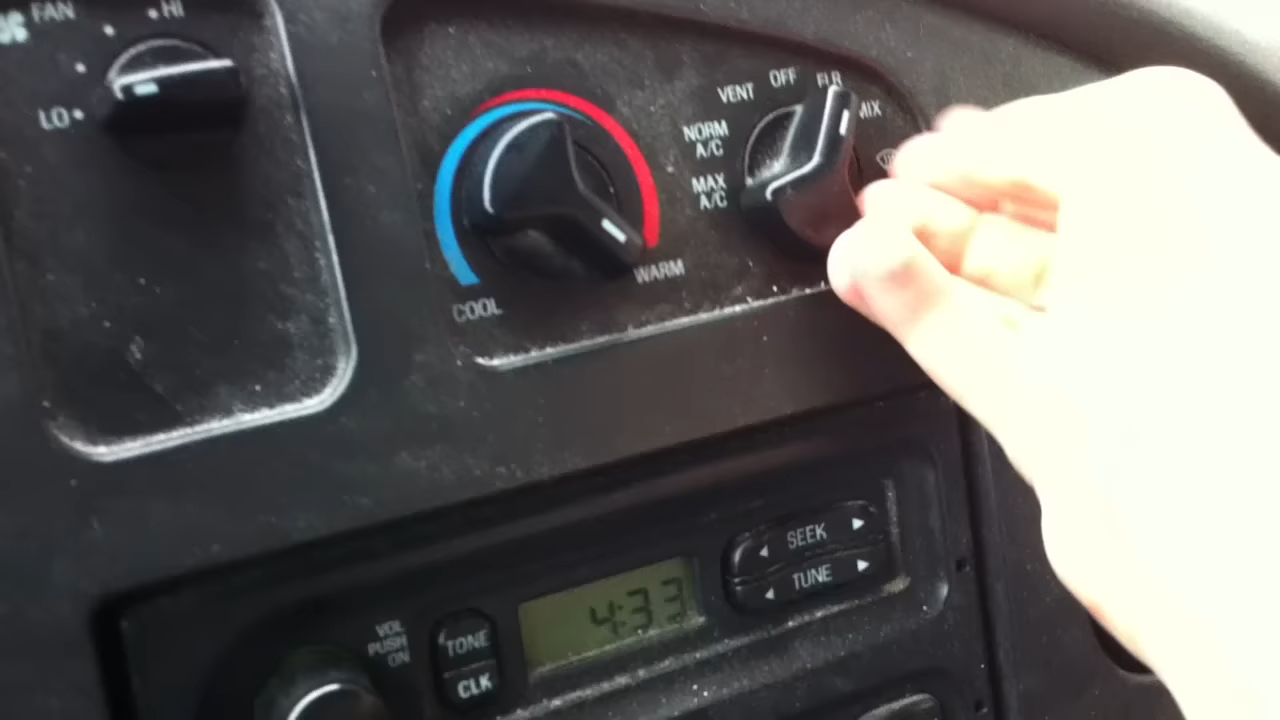 FAN
HI
LO
COOL
WARM
MAX
A/C
NORM
A/C
VENT
OFF
FLR
MIX
VOL
PUSH
ON
TONE
CLK
4:33
SEEK
TUNE